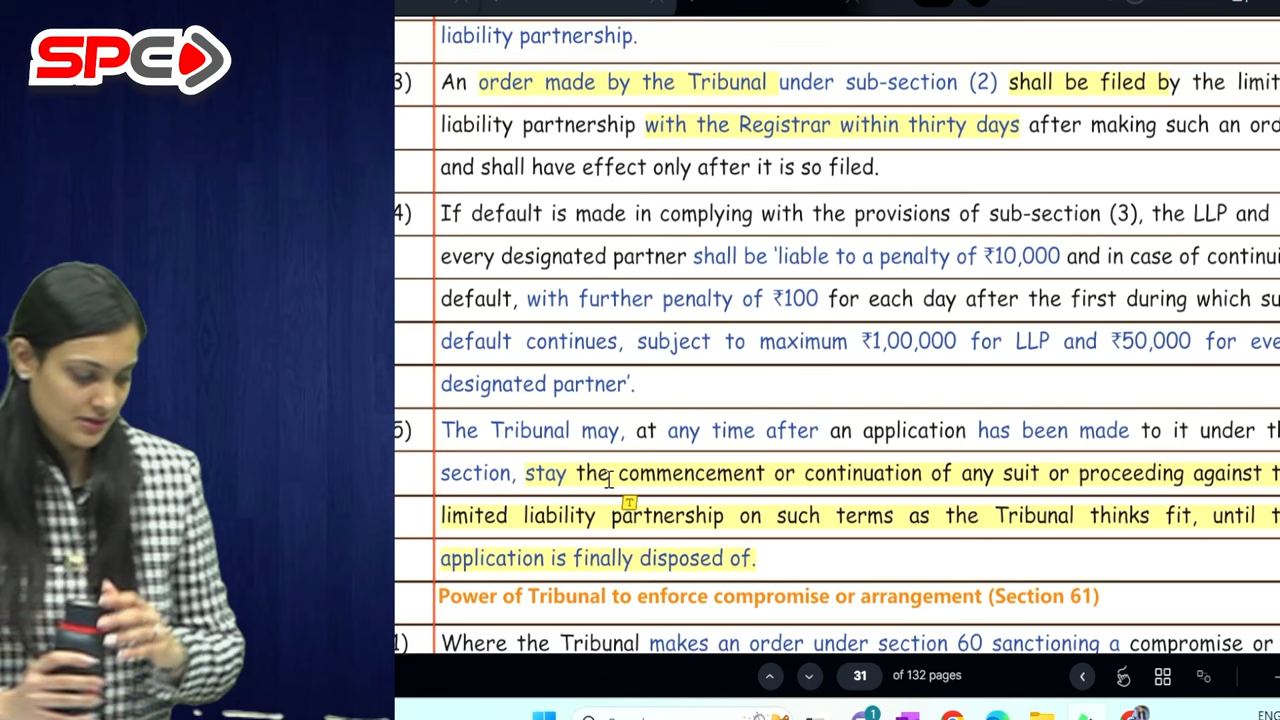 SPC
liability partnership.
3) An order made by the Tribunal under sub-section (2) shall be filed by the
liability partnership with the Registrar within thirty days after making such an
and shall have effect only after it is so filed.
4) If default is made in complying with the provisions of sub-section (3), the LLP and
every designated partner shall be 'liable to a penalty of ₹10,000 and in case of
default, with further penalty of ₹100 for each day after the first during which
default continues, subject to maximum ₹1,00,000 for LLP and ₹50,000 for
designated partner'.
5) The Tribunal may, at any time after an application has been made to it under
section, stay the commencement or continuation of any suit or proceeding against
T
limited liability partnership on such terms as the Tribunal thinks fit, until
application is finally disposed of.
Power of Tribunal to enforce compromise or arrangement (Section 61)
1) Where the Tribunal makes an order under section 60 sanctioning a compromise or
31 of 132 pages
1
ENG